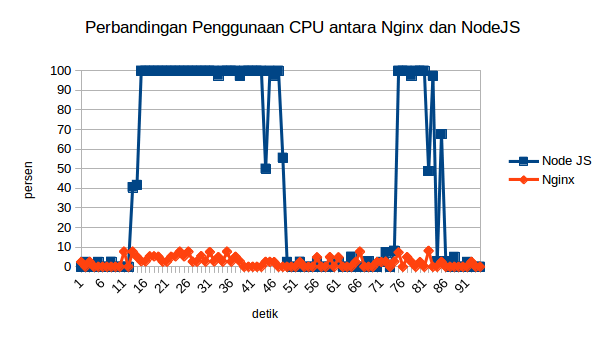 Perbandingan Penggunaan CPU antara Nginx dan NodeJS
100
90
80
70
60
50
40
30
20
10
0
persen
1 6 11 16 21 26 31 36 41 46 51 56 61 66 71 76 81 86 91
detik
Node JS
Nginx